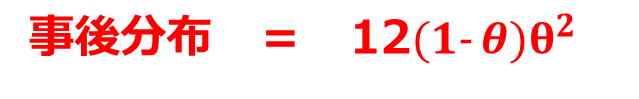 事後分布 = 12(1-θ)θ²